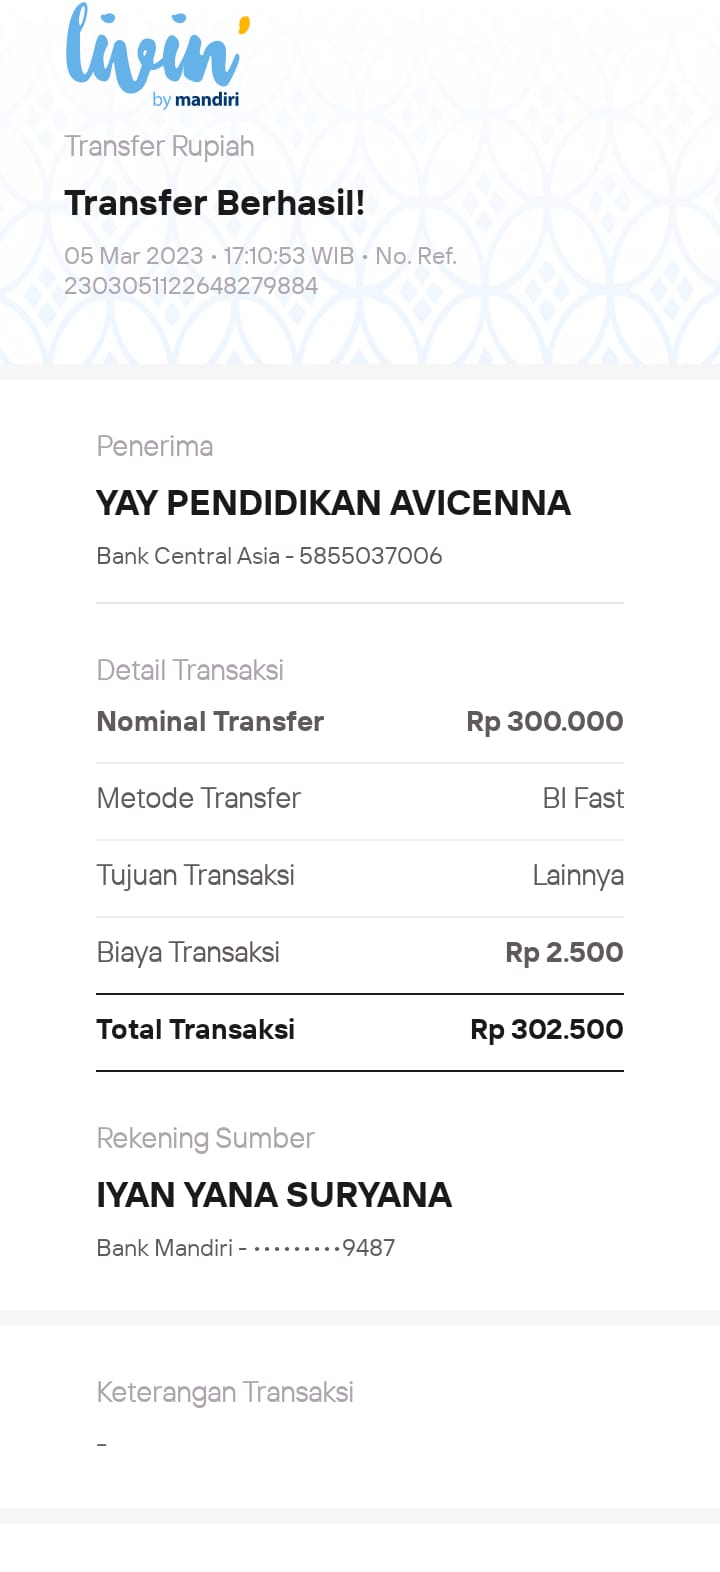 livin'
by mandiri
Transfer Rupiah
Transfer Berhasil!
05 Mar 2023 • 17:10:53 WIB • No. Ref.
2303051122648279884
Penerima
YAY PENDIDIKAN AVICENNA
Bank Central Asia - 5855037006
Detail Transaksi
Nominal Transfer Rp 300.000
Metode Transfer BI Fast
Tujuan Transaksi Lainnya
Biaya Transaksi Rp 2.500
Total Transaksi Rp 302.500
Rekening Sumber
IYAN YANA SURYANA
Bank Mandiri - •••••••••9487
Keterangan Transaksi
-